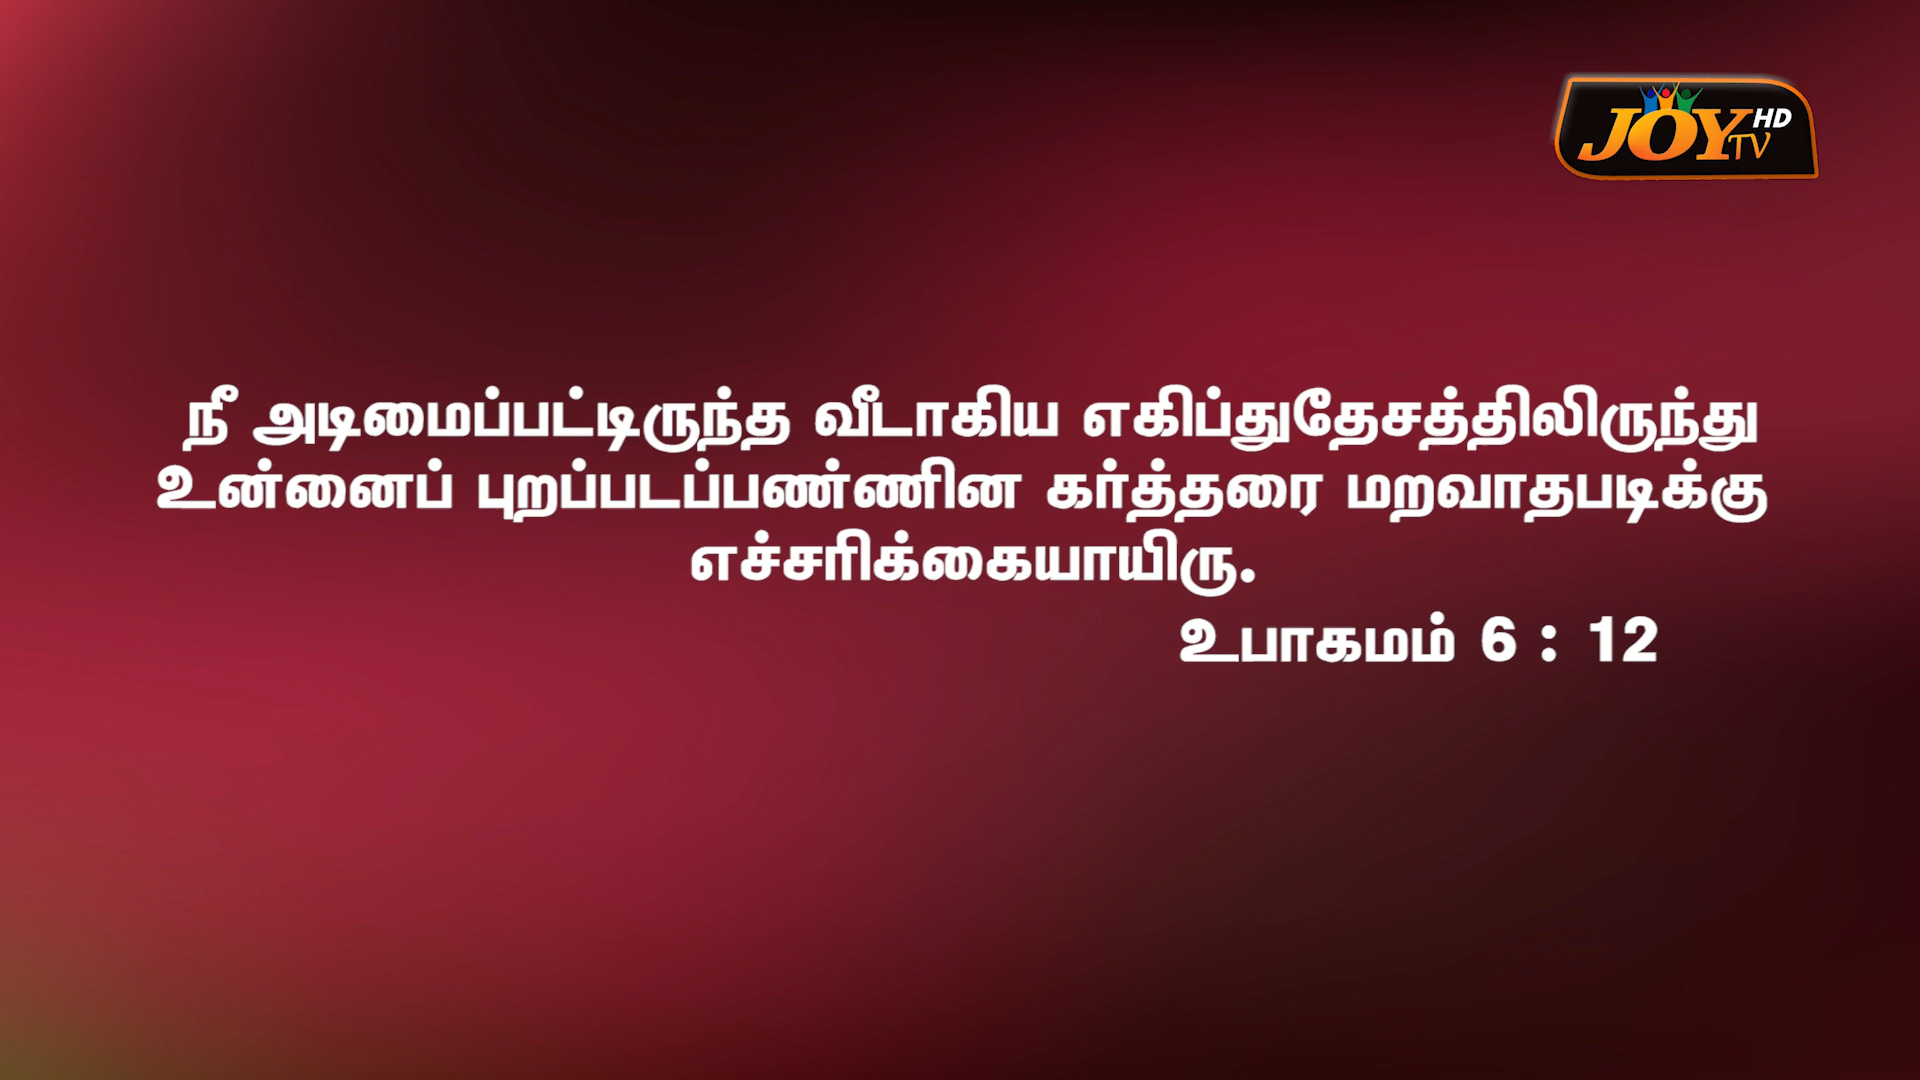 JOY TV HD
நீ அடிமைப்பட்டிருந்த வீடாகிய எகிப்துதேசத்திலிருந்து
உன்னைப் புறப்படப்பண்ணின கர்த்தரை மறவாதபடிக்கு
எச்சரிக்கையாயிரு.
உபாகமம் 6 : 12